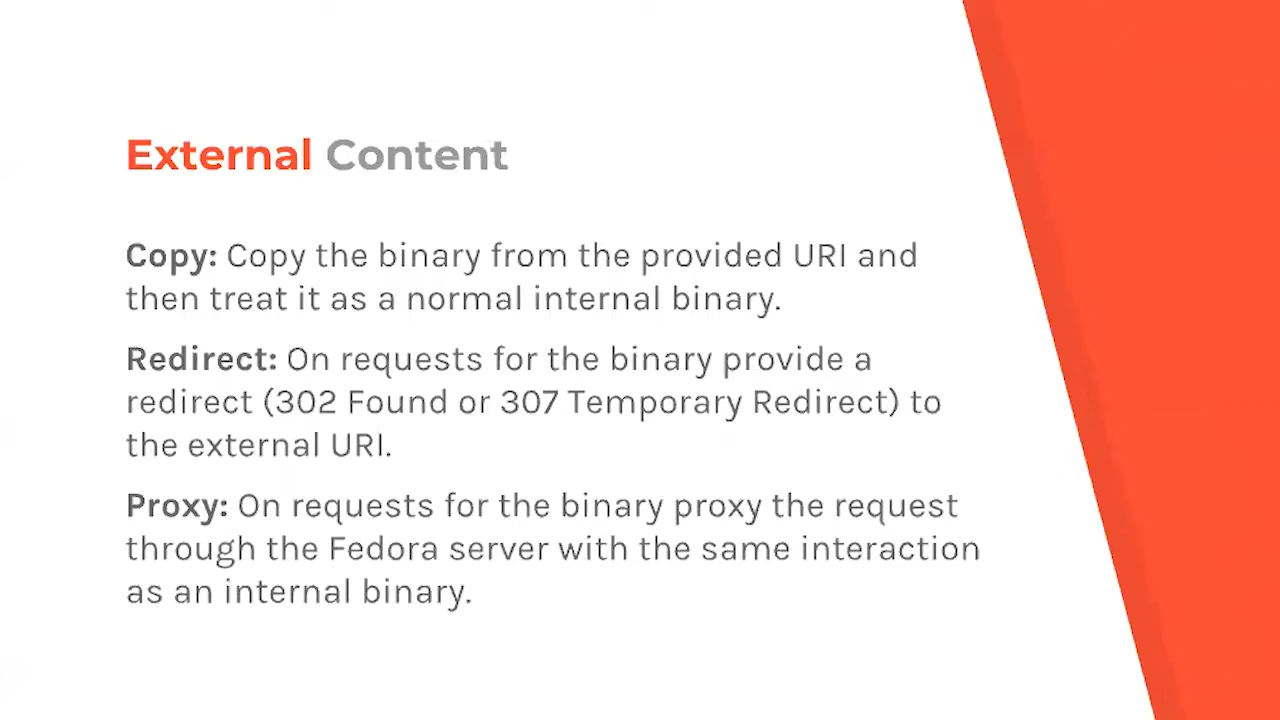 External Content
Copy: Copy the binary from the provided URI and
then treat it as a normal internal binary.
Redirect: On requests for the binary provide a
redirect (302 Found or 307 Temporary Redirect) to
the external URI.
Proxy: On requests for the binary proxy the request
through the Fedora server with the same interaction
as an internal binary.